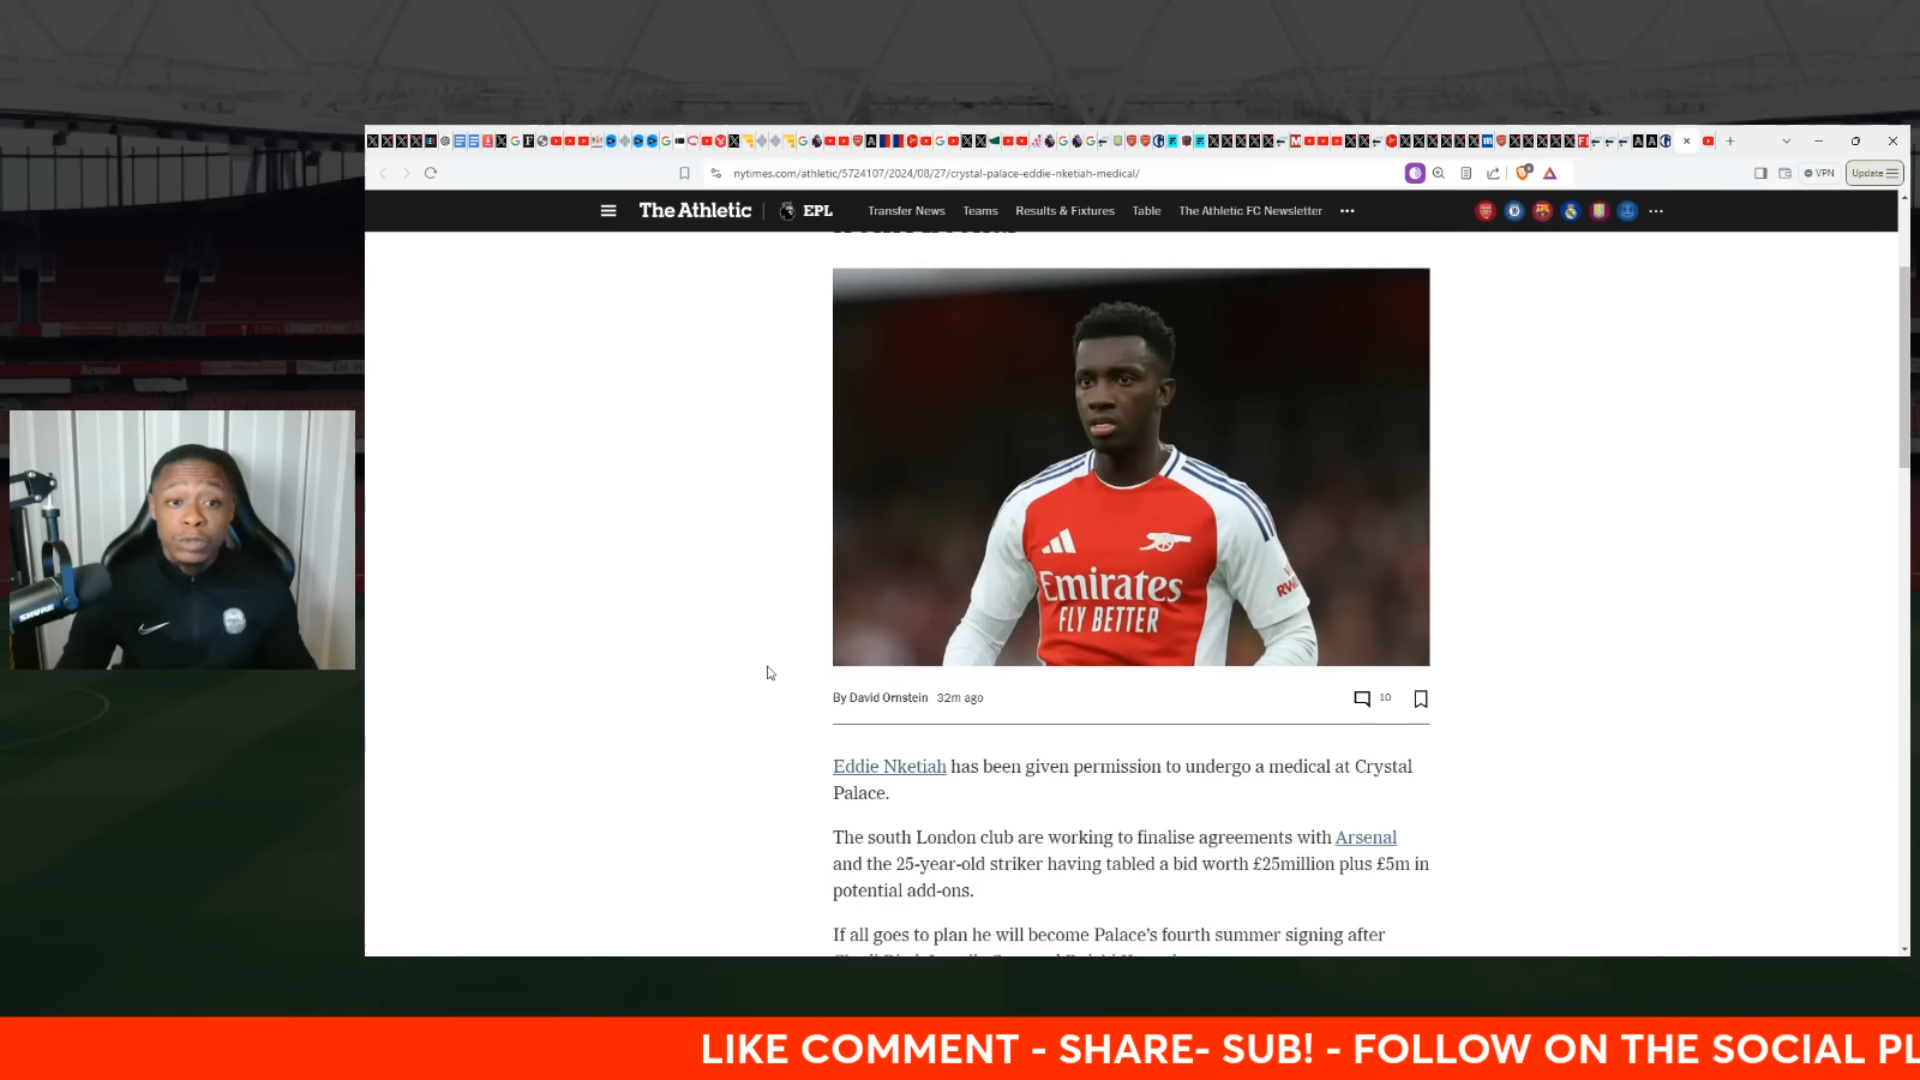 nytimes.com/athletic/5724107/2024/08/27/crystal-palace-eddie-nketiah-medical/
VPN
Update
The Athletic
EPL
Transfer News
Teams
Results & Fixtures
Table
The Athletic FC Newsletter
Arsenal
Emirates
FLY BETTER
SHURE
By David Ornstein 32m ago
10
Eddie Nketiah has been given permission to undergo a medical at Crystal
Palace.
The south London club are working to finalise agreements with Arsenal
and the 25-year-old striker having tabled a bid worth £25million plus £5m in
potential add-ons.
If all goes to plan he will become Palace's fourth summer signing after
LIKE COMMENT - SHARE- SUB! - FOLLOW ON THE SOCIAL PL